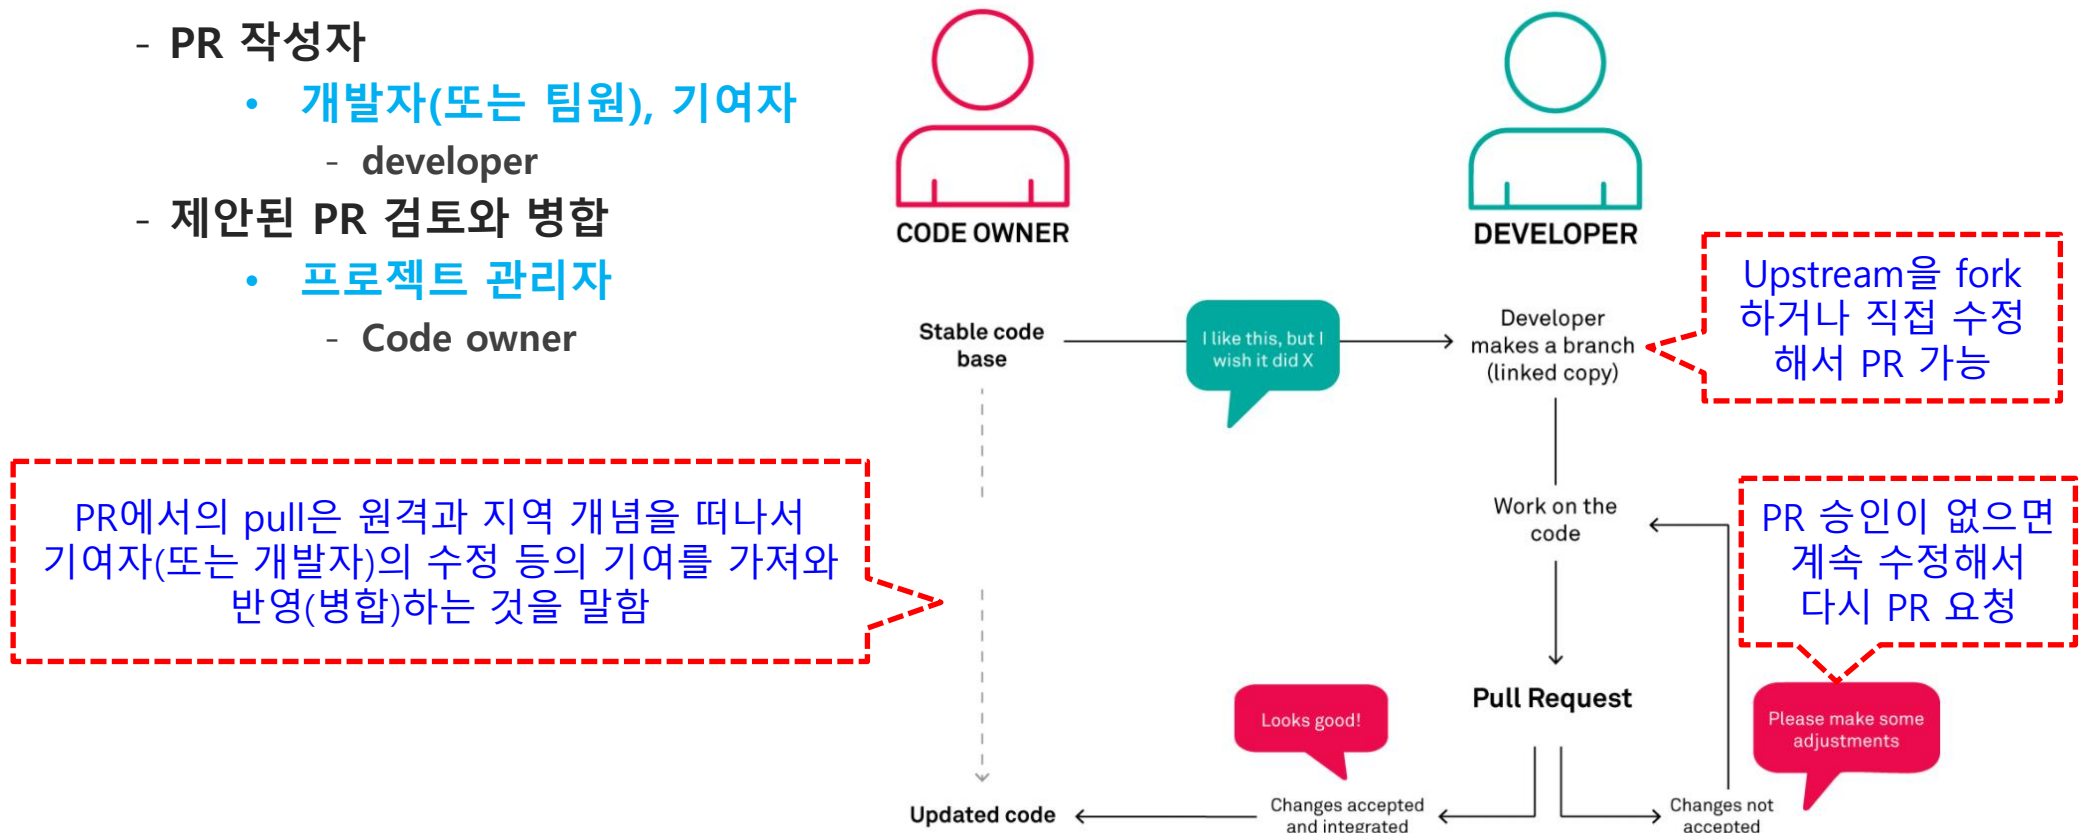 - PR 작성자
• 개발자(또는 팀원), 기여자
- developer
- 제안된 PR 검토와 병합
• 프로젝트 관리자
- Code owner
CODE OWNER
DEVELOPER
Upstream을 fork
하거나 직접 수정
해서 PR 가능
Stable code
base
I like this, but I
wish it did X
Developer
makes a branch
(linked copy)
PR에서의 pull은 원격과 지역 개념을 떠나서
기여자(또는 개발자)의 수정 등의 기여를 가져와
반영(병합)하는 것을 말함
Work on the
code
PR 승인이 없으면
계속 수정해서
다시 PR 요청
Pull Request
Looks good!
Please make some
adjustments
Updated code
Changes accepted
and integrated
Changes not
accepted